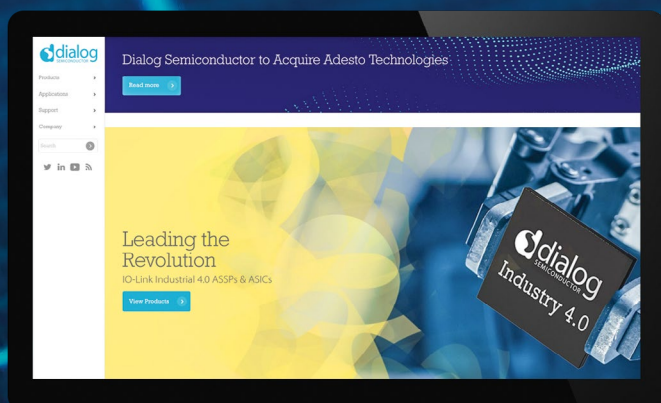 dialog
SEMICONDUCTOR
Products
Applications
Support
Company
Search
Dialog Semiconductor to Acquire Adesto Technologies
Read more
Leading the
Revolution
IO-Link Industrial 4.0 ASSPs & ASICs
View Products
dialog
SEMICONDUCTOR
Industry 4.0